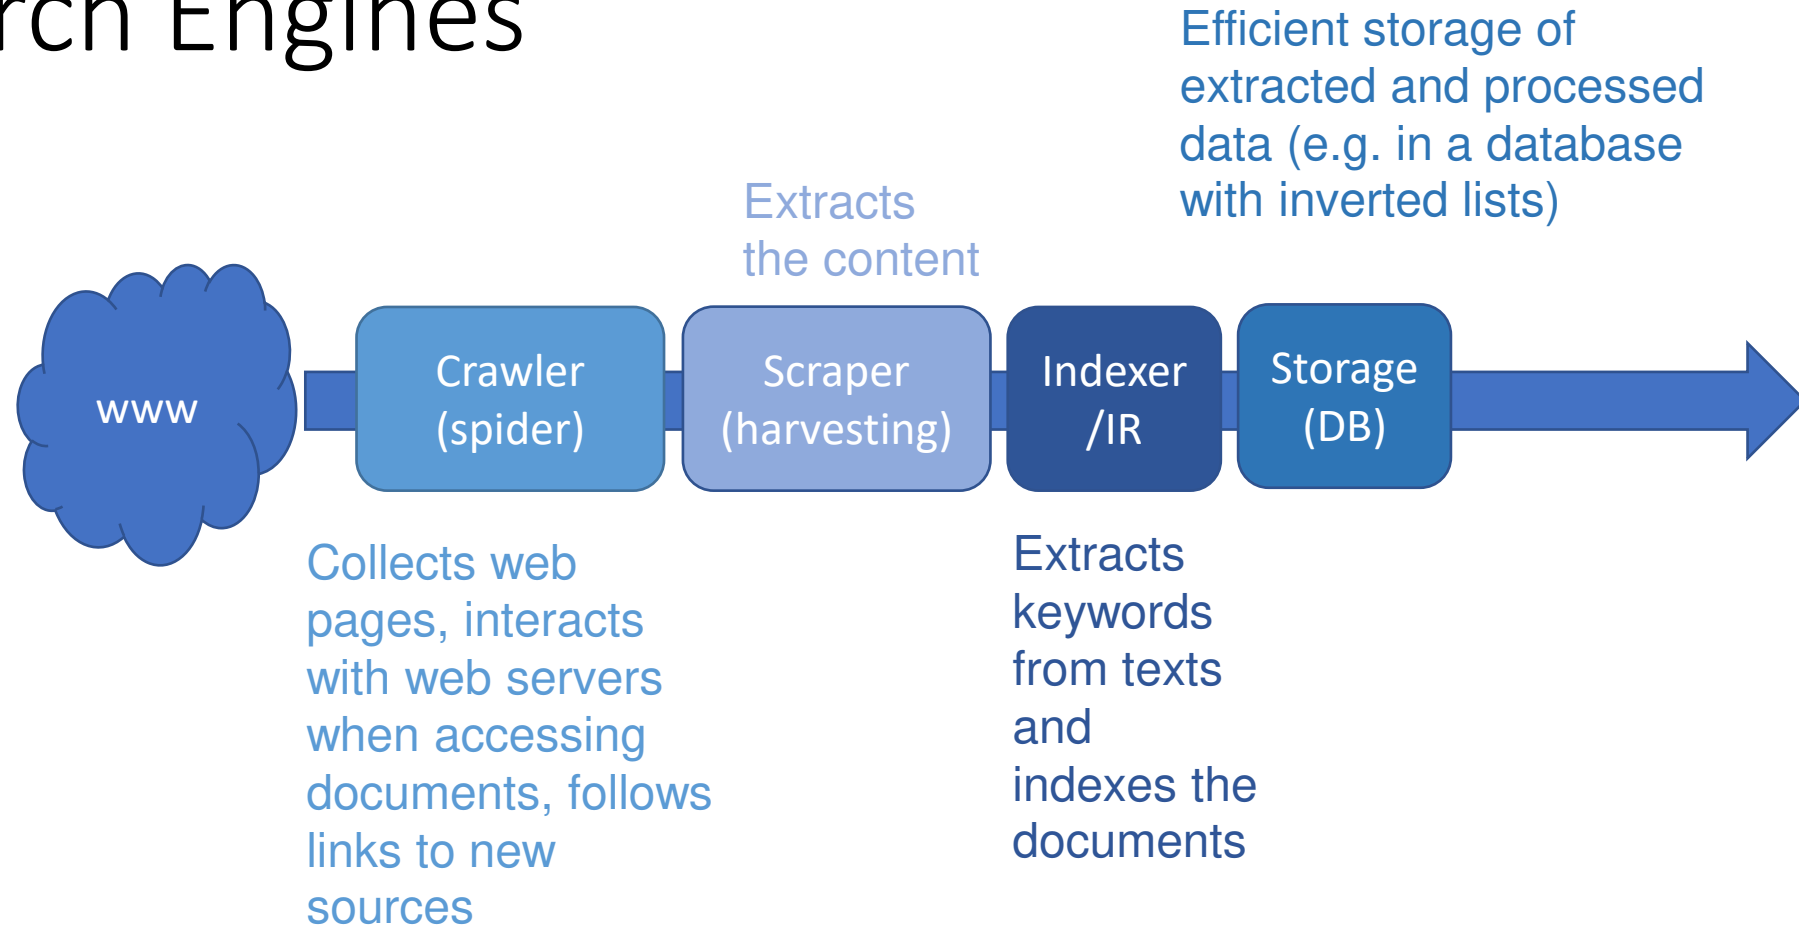 rch Engines
Efficient storage of
extracted and processed
data (e.g. in a database
with inverted lists)
Extracts
the content
www
Crawler
(spider)
Scraper
(harvesting)
Indexer
/IR
Storage
(DB)
Collects web
pages, interacts
with web servers
when accessing
documents, follows
links to new
sources
Extracts
keywords
from texts
and
indexes the
documents